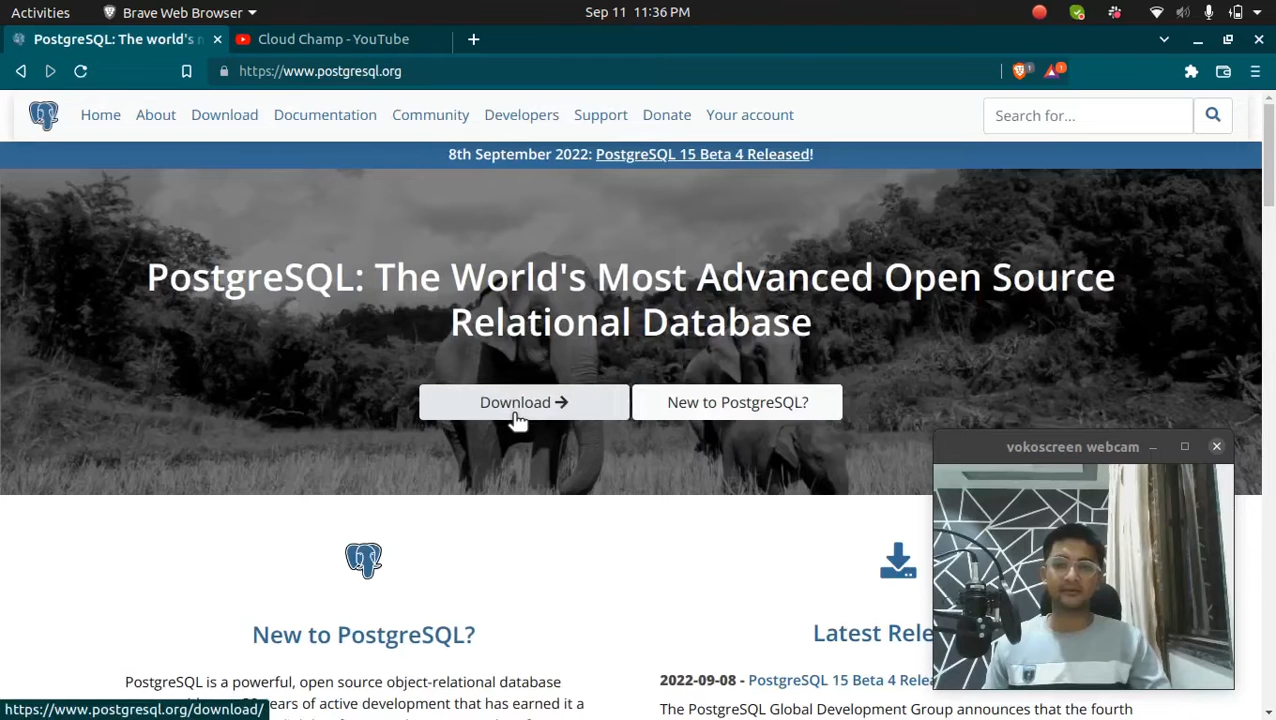 Activities
Brave Web Browser
Sep 11 11:36 PM
PostgreSQL: The world's
Cloud Champ - YouTube
https://www.postgresql.org
1
1
Home
About
Download
Documentation
Community
Developers
Support
Donate
Your account
Search for...
8th September 2022: PostgreSQL 15 Beta 4 Released!
PostgreSQL: The World's Most Advanced Open Source
Relational Database
Download
New to PostgreSQL?
vokoscreen webcam
New to PostgreSQL?
Latest
PostgreSQL is a powerful, open source object-relational database
years of active development that has earned it a
2022-09-08 - PostgreSQL 15 Beta 4
The PostgreSQL Global Development Group announces that the fourth
https://www.postgresql.org/download/